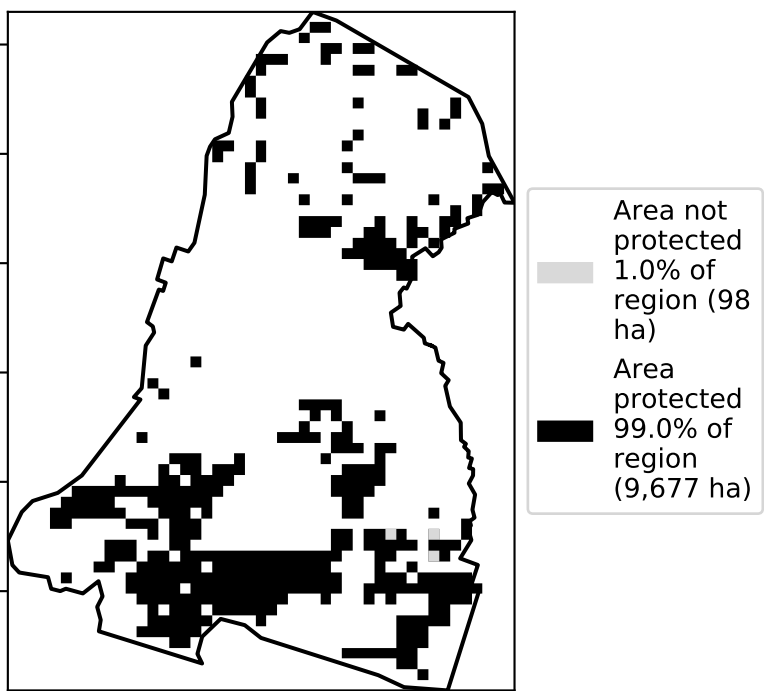 Area not
protected
1.0% of
region (98
ha)
Area
protected
99.0% of
region
(9,677 ha)